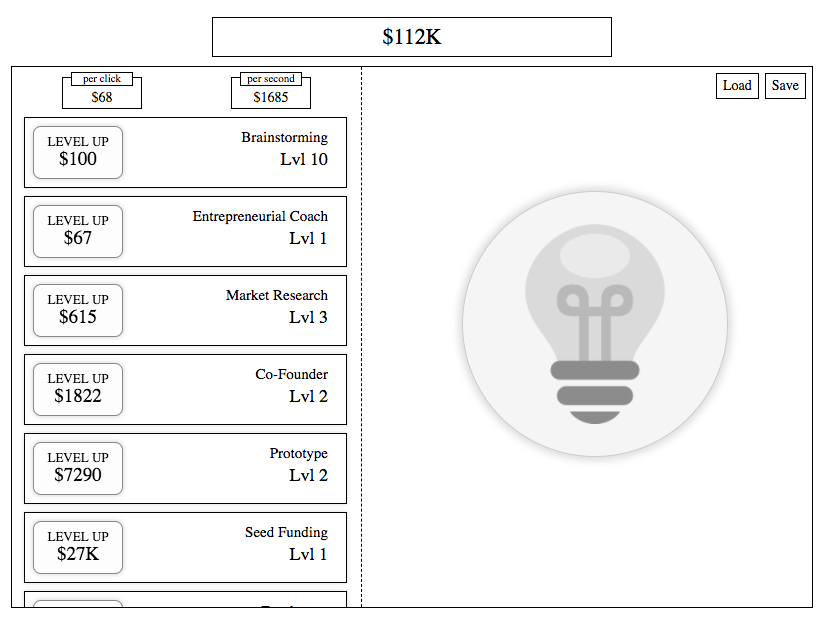 $112K
per click
$68
per second
$1685
Load
Save
LEVEL UP
$100
Brainstorming
Lvl 10
LEVEL UP
$67
Entrepreneurial Coach
Lvl 1
LEVEL UP
$615
Market Research
Lvl 3
LEVEL UP
$1822
Co-Founder
Lvl 2
LEVEL UP
$7290
Prototype
Lvl 2
LEVEL UP
$27K
Seed Funding
Lvl 1